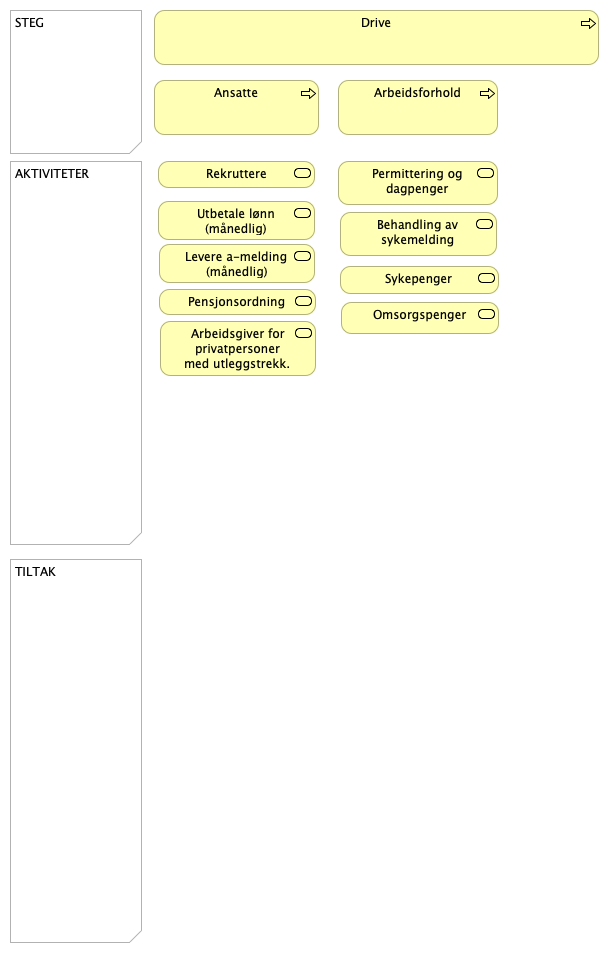 STEG
Drive
Ansatte
Arbeidsforhold
AKTIVITETER
Rekruttere
Utbetale lønn
(månedlig)
Levere a-melding
(månedlig)
Pensjonsordning
Arbeidsgiver for
privatpersoner
med utleggstrekk.
Permittering og
dagpenger
Behandling av
sykemelding
Sykepenger
Omsorgspenger
TILTAK